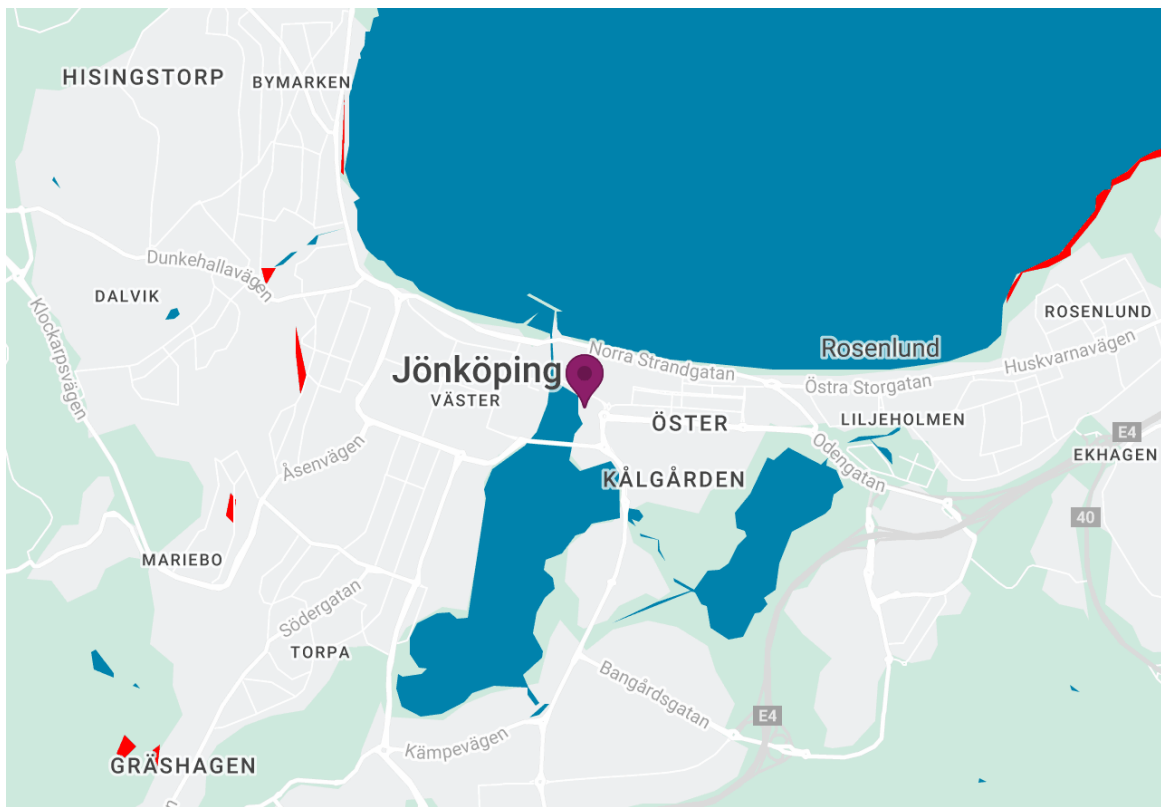 HISINGSTORP
BYMARKEN
Dunkehallavägen
DALVIK
Klockarpsvägen
ROSENLUND
Rosenlund
Norra Strandgatan
Huskvarnavägen
Jönköping
Östra Storgatan
VÄSTER
ÖSTER
LILJEHOLMEN
E4
Odengatan
EKHAGEN
Åsenvägen
KÅLGÅRDEN
40
MARIEBO
Södergatan
TORPA
Bangårdsgatan
E4
Kämpevägen
GRÄSHAGEN